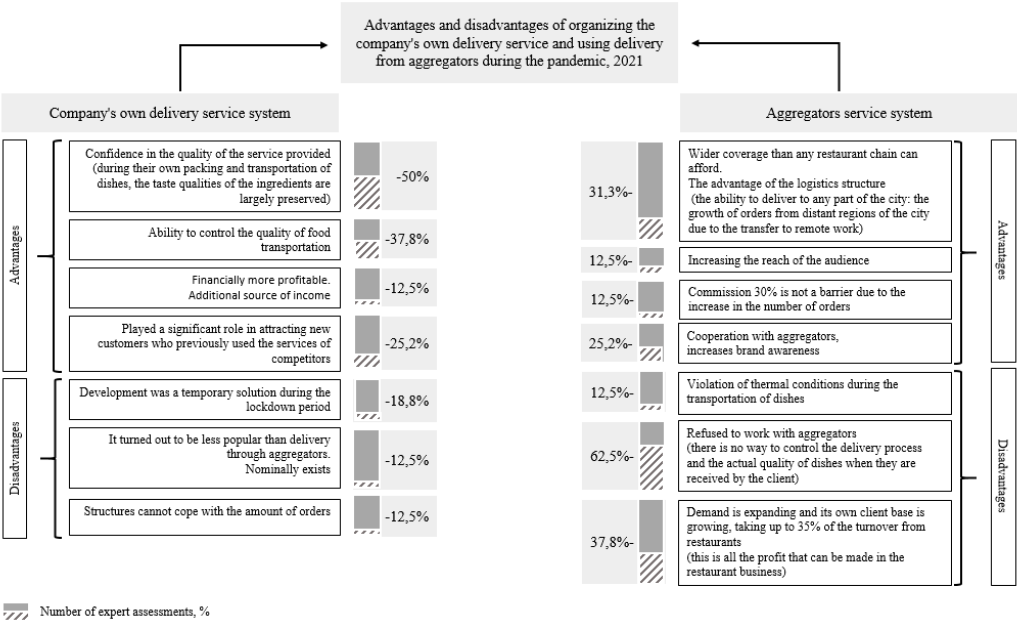 Advantages and disadvantages of organizing the
company's own delivery service and using delivery
from aggregators during the pandemic, 2021
Company's own delivery service system
Advantages
Confidence in the quality of the service provided
(during their own packing and transportation of
dishes, the taste qualities of the ingredients are
largely preserved)
-50%
Ability to control the quality of food
transportation
-37,8%
Financially more profitable.
Additional source of income
-12,5%
Played a significant role in attracting new
customers who previously used the services of
competitors
-25,2%
Disadvantages
Development was a temporary solution during the
lockdown period
-18,8%
It turned out to be less popular than delivery
through aggregators.
Nominally exists
-12,5%
Structures cannot cope with the amount of orders
-12,5%
Aggregators service system
Advantages
31,3%-
Wider coverage than any restaurant chain can
afford.
The advantage of the logistics structure
(the ability to deliver to any part of the city: the
growth of orders from distant regions of the city
due to the transfer to remote work)
12,5%-
Increasing the reach of the audience
12,5%-
Commission 30% is not a barrier due to the
increase in the number of orders
25,2%-
Cooperation with aggregators,
increases brand awareness
Disadvantages
12,5%-
Violation of thermal conditions during the
transportation of dishes
62,5%-
Refused to work with aggregators
(there is no way to control the delivery process
and the actual quality of dishes when they are
received by the client)
37,8%-
Demand is expanding and its own client base is
growing, taking up to 35% of the turnover from
restaurants
(this is all the profit that can be made in the
restaurant business)
Number of expert assessments, %